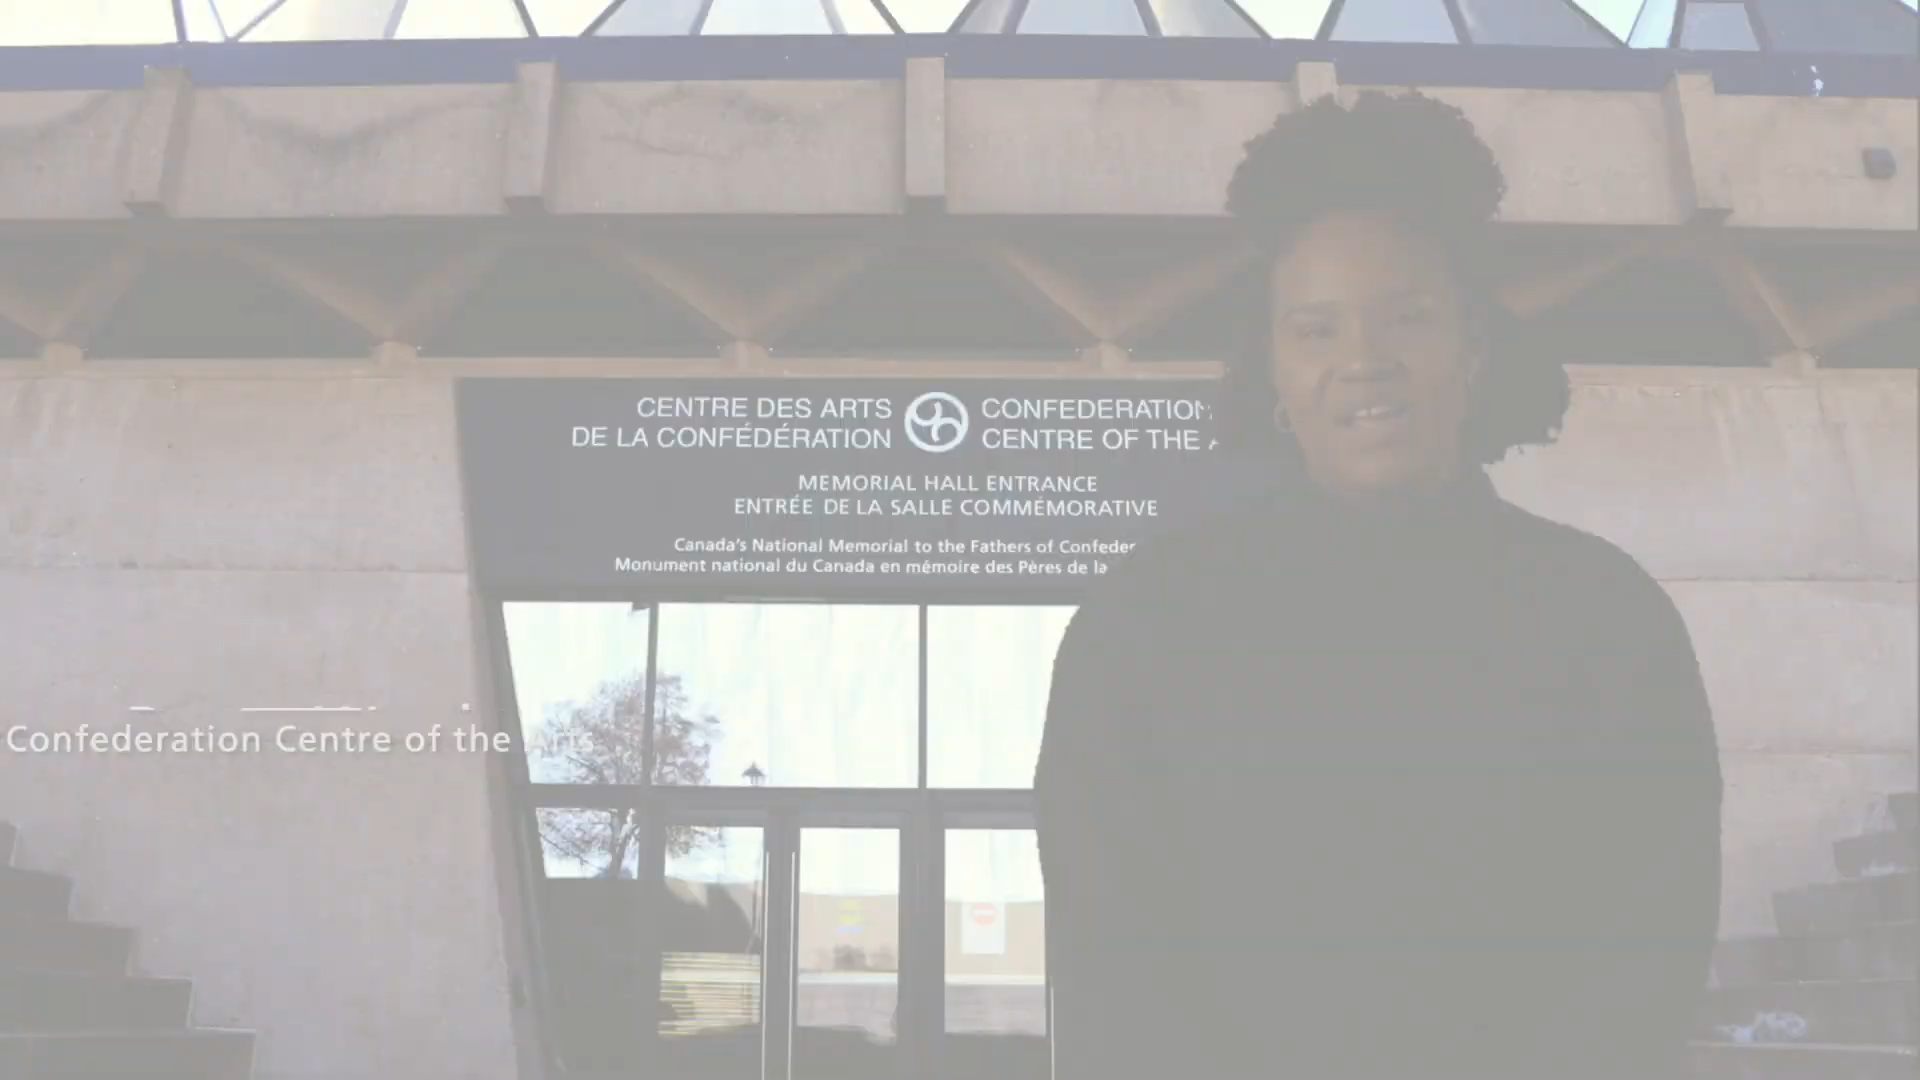 CENTRE DES ARTS
DE LA CONFÉDÉRATION
CONFEDERATION
CENTRE OF THE
MEMORIAL HALL ENTRANCE
ENTRÉE DE LA SALLE COMMÉMORATIVE
Canada's National Memorial to the Fathers of
Monument national du Canada en mémoire des Pères de la
Confederation Centre of the Arts